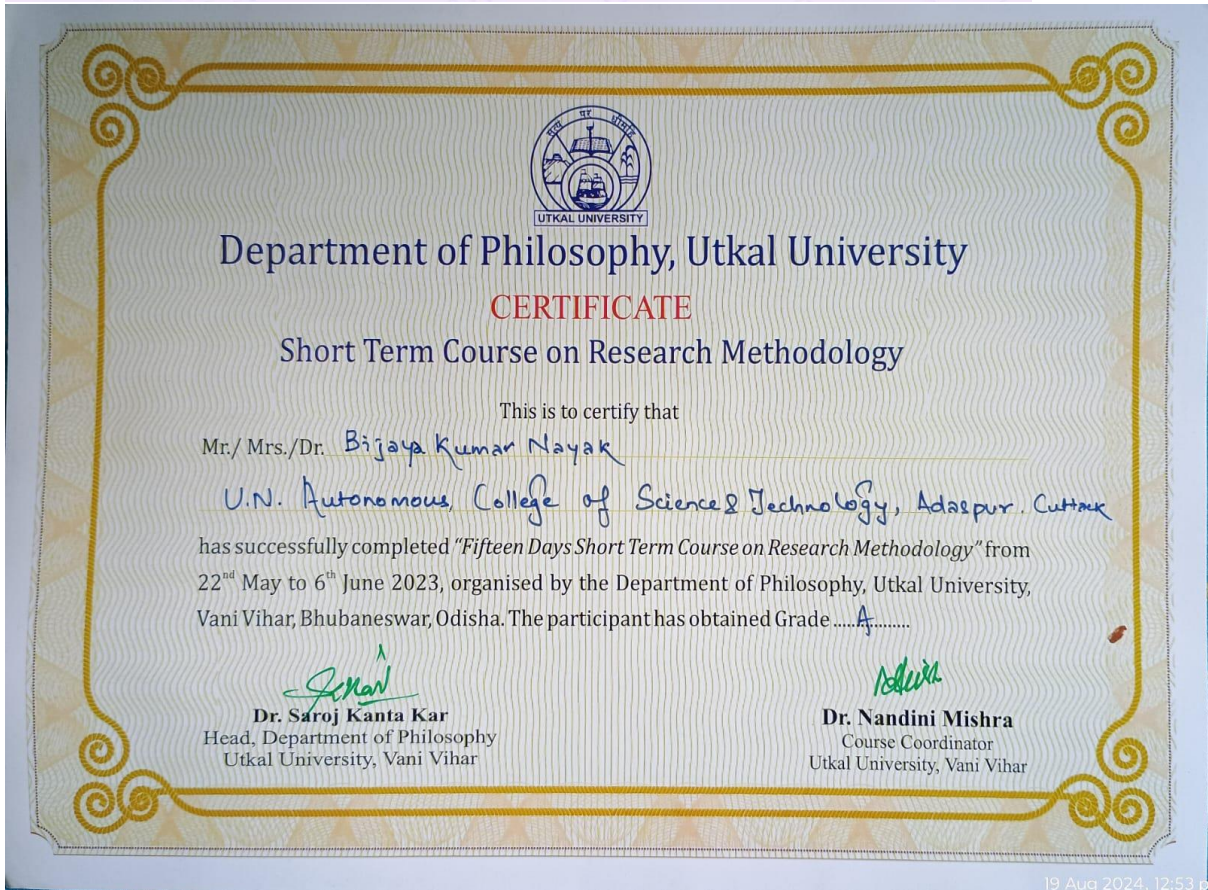 सत्य पर धीमहि
UTKAL UNIVERSITY
Department of Philosophy, Utkal University
CERTIFICATE
Short Term Course on Research Methodology
This is to certify that
Mr./ Mrs./Dr. Bijaya Kumar Nayak
U.N. Autonomous, College of Science & Technology, Adaspur. Cuttack
has successfully completed "Fifteen Days Short Term Course on Research Methodology" from
22nd May to 6th June 2023, organised by the Department of Philosophy, Utkal University,
Vani Vihar, Bhubaneswar, Odisha. The participant has obtained Grade .....A.........
Dr. Saroj Kanta Kar
Head, Department of Philosophy
Utkal University, Vani Vihar
Dr. Nandini Mishra
Course Coordinator
Utkal University, Vani Vihar
19 Aug 2024, 12:53 p